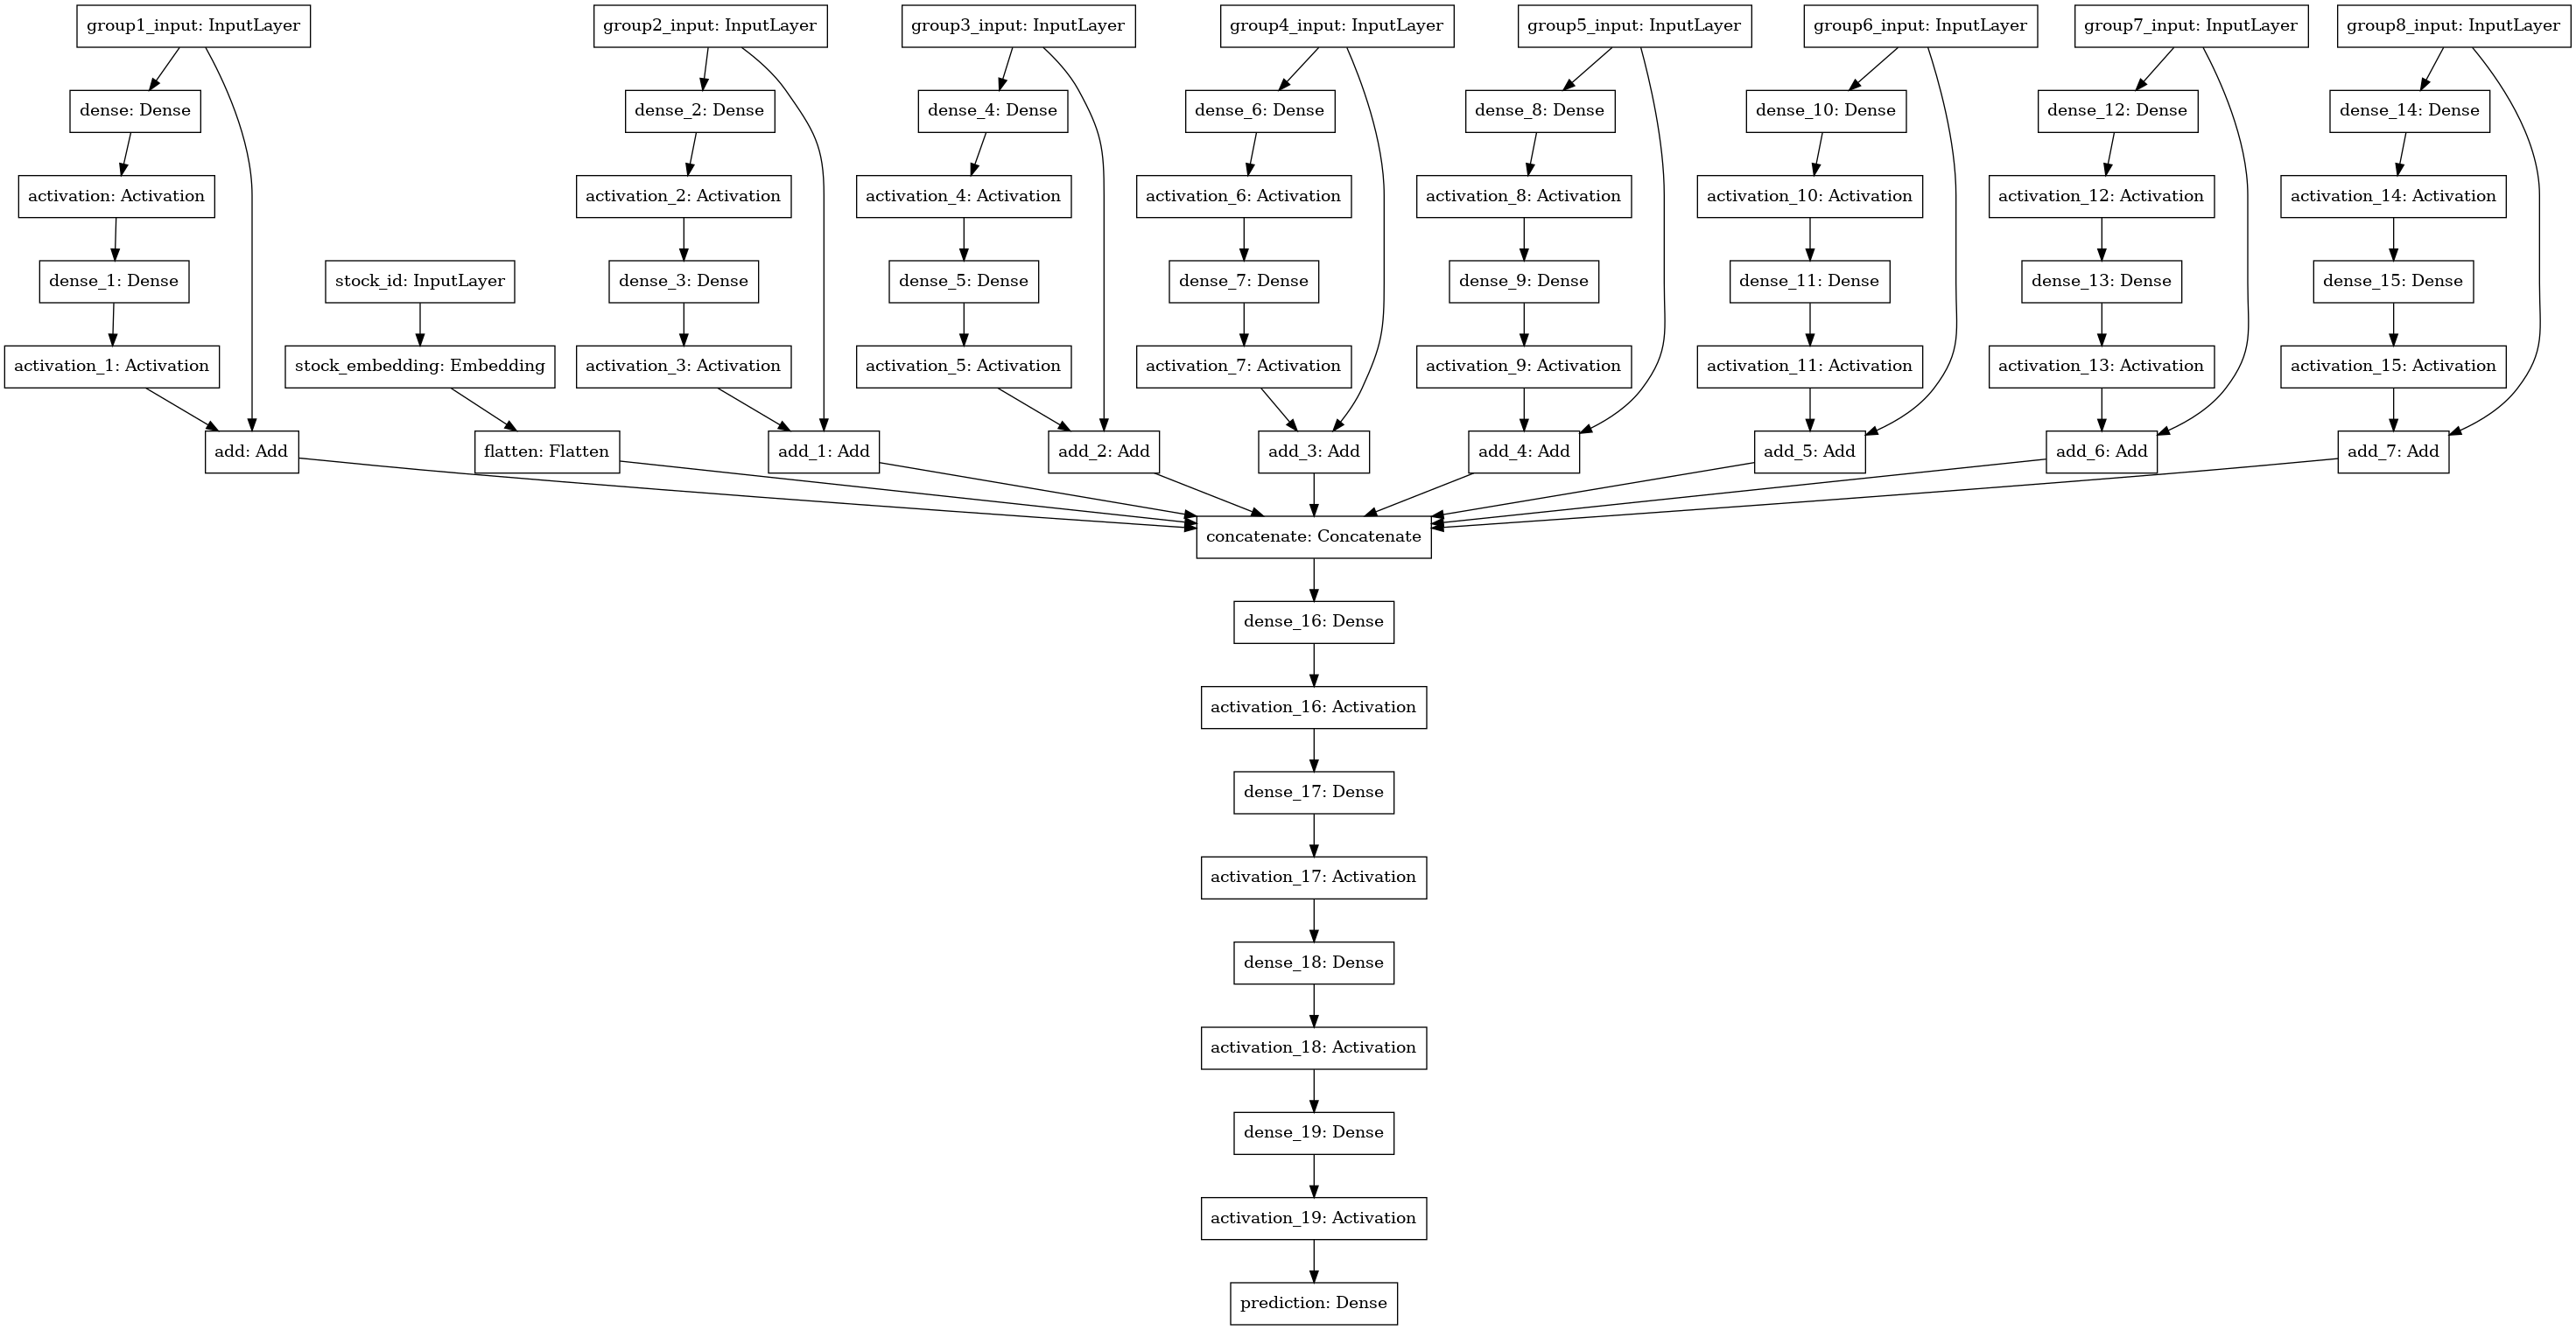 group1_input: InputLayer
group2_input: InputLayer
group3_input: InputLayer
group4_input: InputLayer
group5_input: InputLayer
group6_input: InputLayer
group7_input: InputLayer
group8_input: InputLayer
dense: Dense
dense_2: Dense
dense_4: Dense
dense_6: Dense
dense_8: Dense
dense_10: Dense
dense_12: Dense
dense_14: Dense
activation: Activation
activation_2: Activation
activation_4: Activation
activation_6: Activation
activation_8: Activation
activation_10: Activation
activation_12: Activation
activation_14: Activation
dense_1: Dense
stock_id: InputLayer
dense_3: Dense
dense_5: Dense
dense_7: Dense
dense_9: Dense
dense_11: Dense
dense_13: Dense
dense_15: Dense
activation_1: Activation
stock_embedding: Embedding
activation_3: Activation
activation_5: Activation
activation_7: Activation
activation_9: Activation
activation_11: Activation
activation_13: Activation
activation_15: Activation
add: Add
flatten: Flatten
add_1: Add
add_2: Add
add_3: Add
add_4: Add
add_5: Add
add_6: Add
add_7: Add
concatenate: Concatenate
dense_16: Dense
activation_16: Activation
dense_17: Dense
activation_17: Activation
dense_18: Dense
activation_18: Activation
dense_19: Dense
activation_19: Activation
prediction: Dense